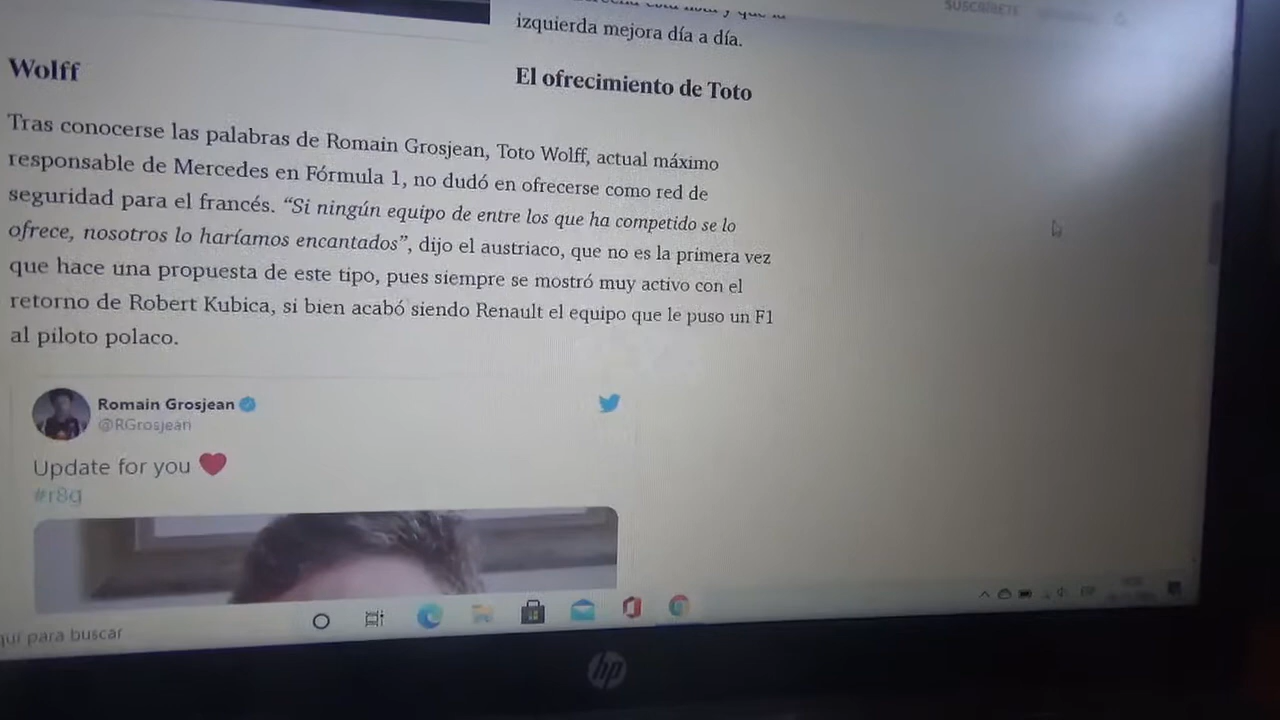 SUSCRÍBETE
izquierda mejora día a día.
El ofrecimiento de Toto
Wolff
Tras conocerse las palabras de Romain Grosjean, Toto Wolff, actual máximo
responsable de Mercedes en Fórmula 1, no dudó en ofrecerse como red de
seguridad para el francés. “Si ningún equipo de entre los que ha competido se lo
ofrece, nosotros lo haríamos encantados”, dijo el austriaco, que no es la primera vez
que hace una propuesta de este tipo, pues siempre se mostró muy activo con el
retorno de Robert Kubica, si bien acabó siendo Renault el equipo que le puso un F1
al piloto polaco.
Romain Grosjean
@RGrosjean
Update for you ❤️
#r8g
quí para buscar
ESP
hp